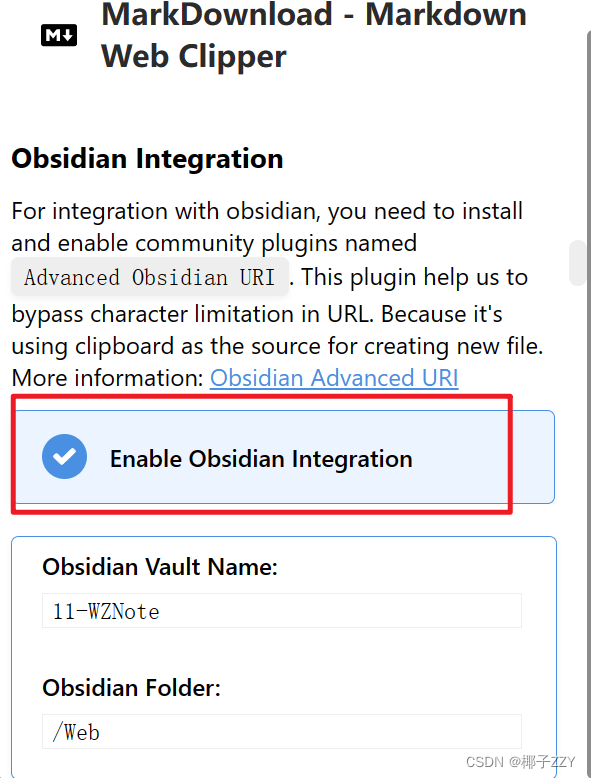 MarkDownload - Markdown
Web Clipper
Obsidian Integration
For integration with obsidian, you need to install
and enable community plugins named
Advanced Obsidian URI . This plugin help us to
bypass character limitation in URL. Because it's
using clipboard as the source for creating new file.
More information: Obsidian Advanced URI
Enable Obsidian Integration
Obsidian Vault Name:
11-WZNote
Obsidian Folder:
/Web
CSDN @椰子ZZY